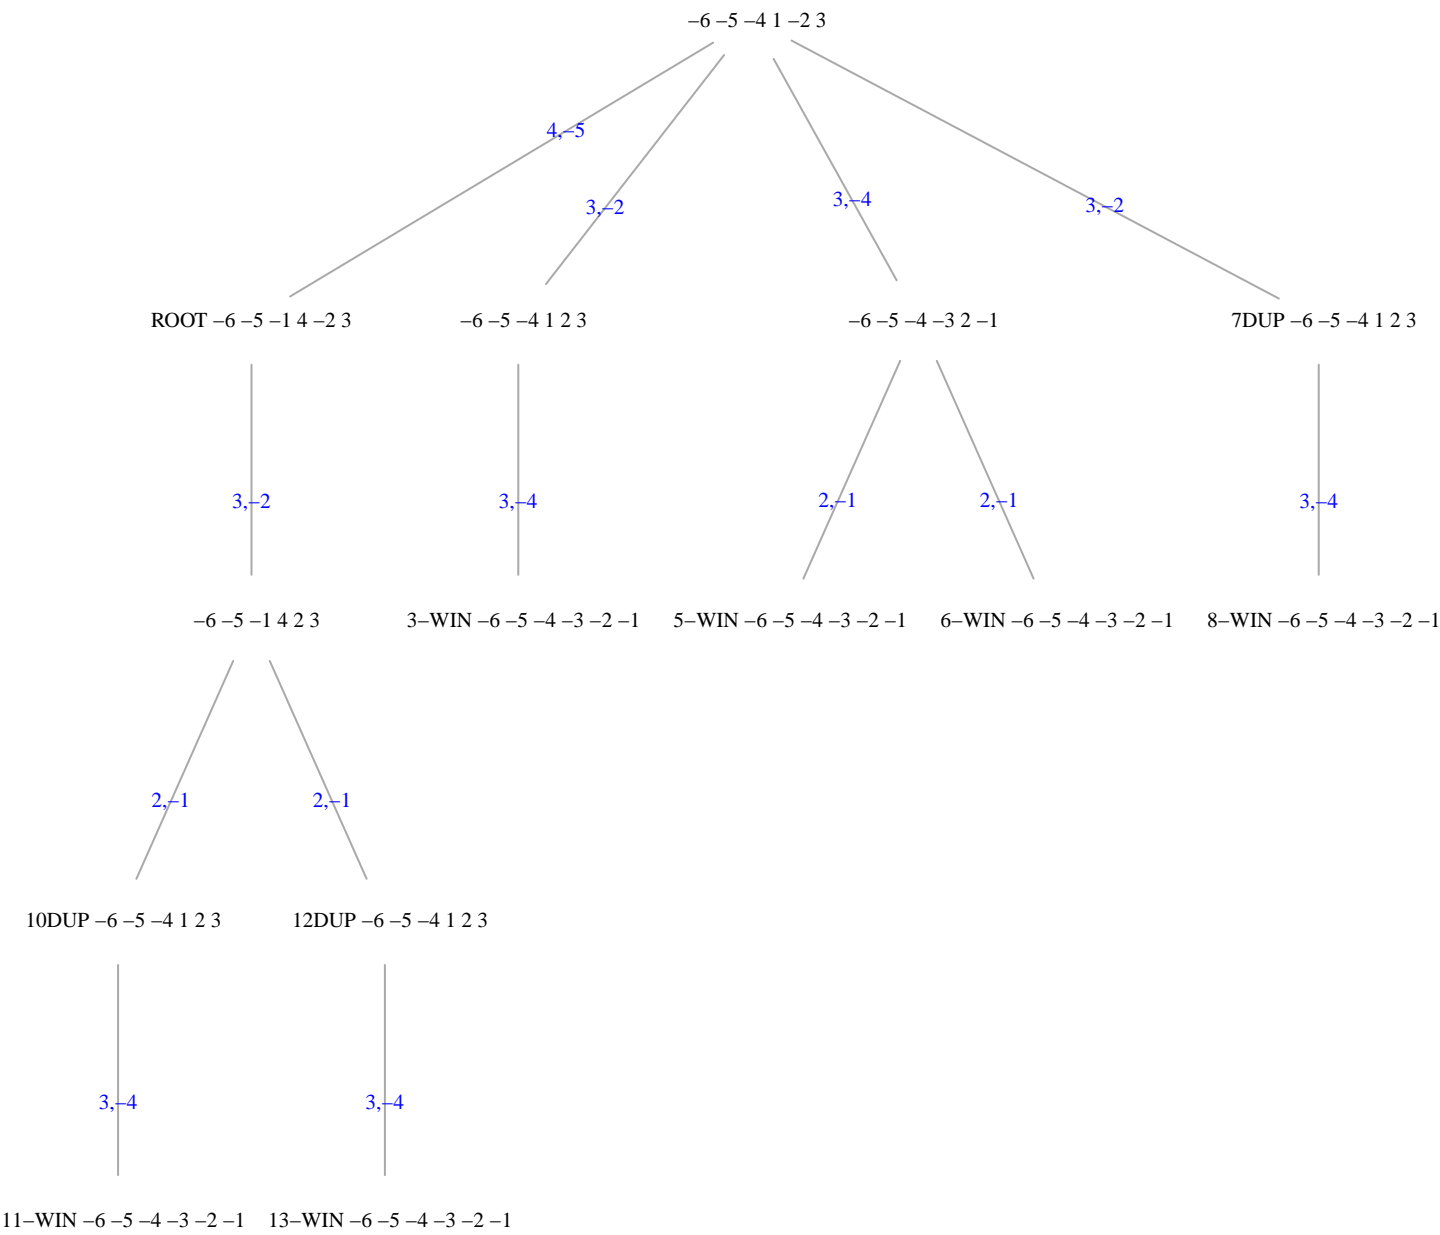 −6 −5 −4 1 −2 3
4,−5
3,−2
3,−4
3,−2
ROOT −6 −5 −1 4 −2 3
−6 −5 −4 1 2 3
−6 −5 −4 −3 2 −1
7DUP −6 −5 −4 1 2 3
3,−2
3,−4
2,−1
2,−1
3,−4
−6 −5 −1 4 2 3
3−WIN −6 −5 −4 −3 −2 −1
5−WIN −6 −5 −4 −3 −2 −1
6−WIN −6 −5 −4 −3 −2 −1
8−WIN −6 −5 −4 −3 −2 −1
2,−1
2,−1
10DUP −6 −5 −4 1 2 3
12DUP −6 −5 −4 1 2 3
3,−4
3,−4
11−WIN −6 −5 −4 −3 −2 −1
13−WIN −6 −5 −4 −3 −2 −1